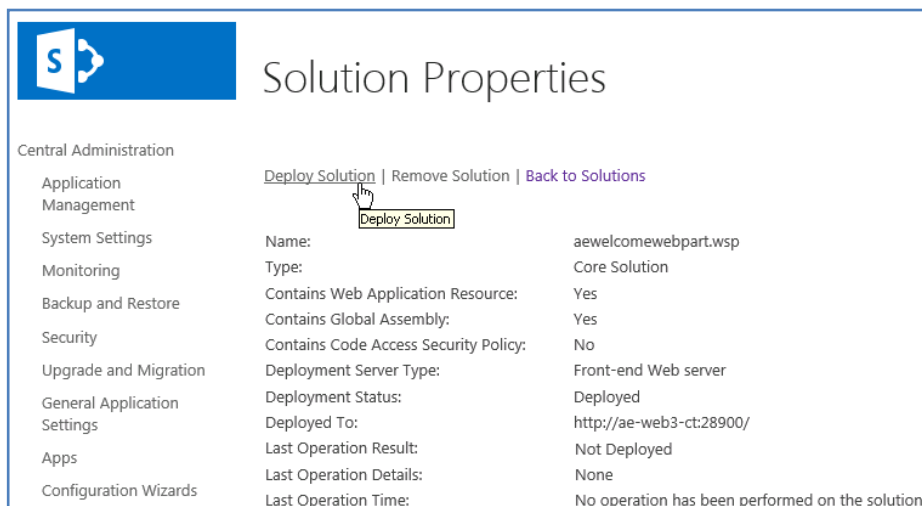 S
Solution Properties
Central Administration
Application
Management
System Settings
Monitoring
Backup and Restore
Security
Upgrade and Migration
General Application
Settings
Apps
Configuration Wizards
Deploy Solution | Remove Solution | Back to Solutions
Deploy Solution
Name: aewelcomewebpart.wsp
Type: Core Solution
Contains Web Application Resource: Yes
Contains Global Assembly: Yes
Contains Code Access Security Policy: No
Deployment Server Type: Front-end Web server
Deployment Status: Deployed
Deployed To: http://ae-web3-ct:28900/
Last Operation Result: Not Deployed
Last Operation Details: None
Last Operation Time: No operation has been performed on the solution